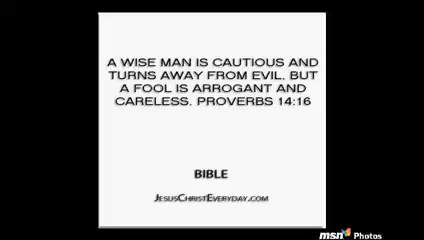 A WISE MAN IS CAUTIOUS AND
TURNS AWAY FROM EVIL, BUT
A FOOL IS ARROGANT AND
CARELESS. PROVERBS 14:16
BIBLE
JESUSCHRISTEVERYDAY.COM
msn Photos